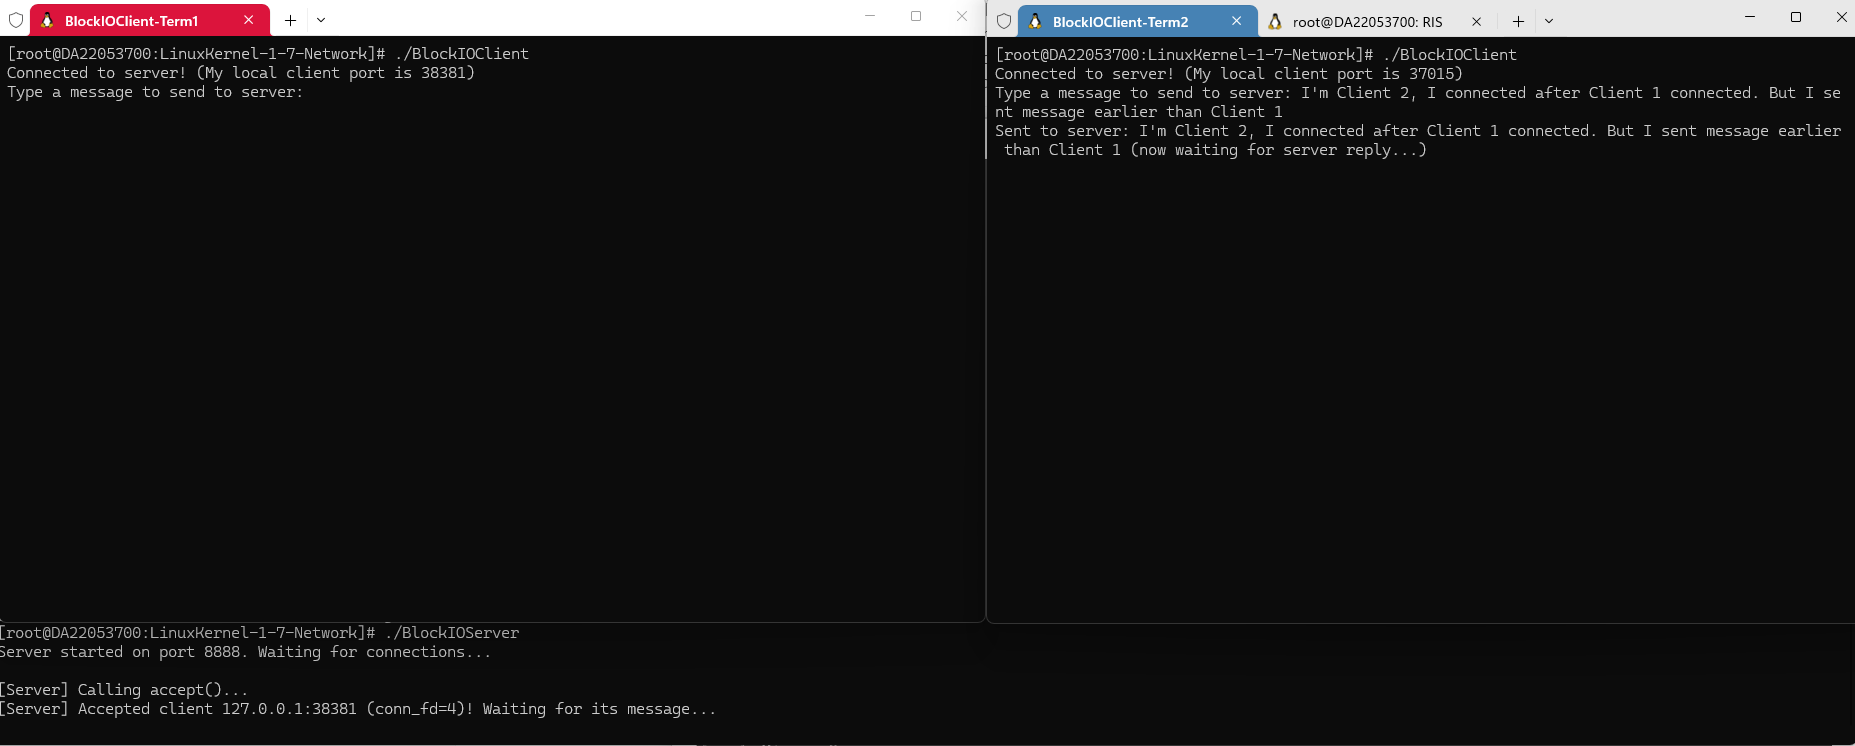 BlockIOClient-Term1
[root@DA22053700:LinuxKernel-1-7-Network]# ./BlockIOClient
Connected to server! (My local client port is 38381)
Type a message to send to server:
BlockIOClient-Term2
root@DA22053700: RIS
[root@DA22053700:LinuxKernel-1-7-Network]# ./BlockIOClient
Connected to server! (My local client port is 37015)
Type a message to send to server: I'm Client 2, I connected after Client 1 connected. But I se
nt message earlier than Client 1
Sent to server: I'm Client 2, I connected after Client 1 connected. But I sent message earlier
 than Client 1 (now waiting for server reply...)
[root@DA22053700:LinuxKernel-1-7-Network]# ./BlockIOServer
Server started on port 8888. Waiting for connections...
[Server] Calling accept()...
[Server] Accepted client 127.0.0.1:38381 (conn_fd=4)! Waiting for its message...